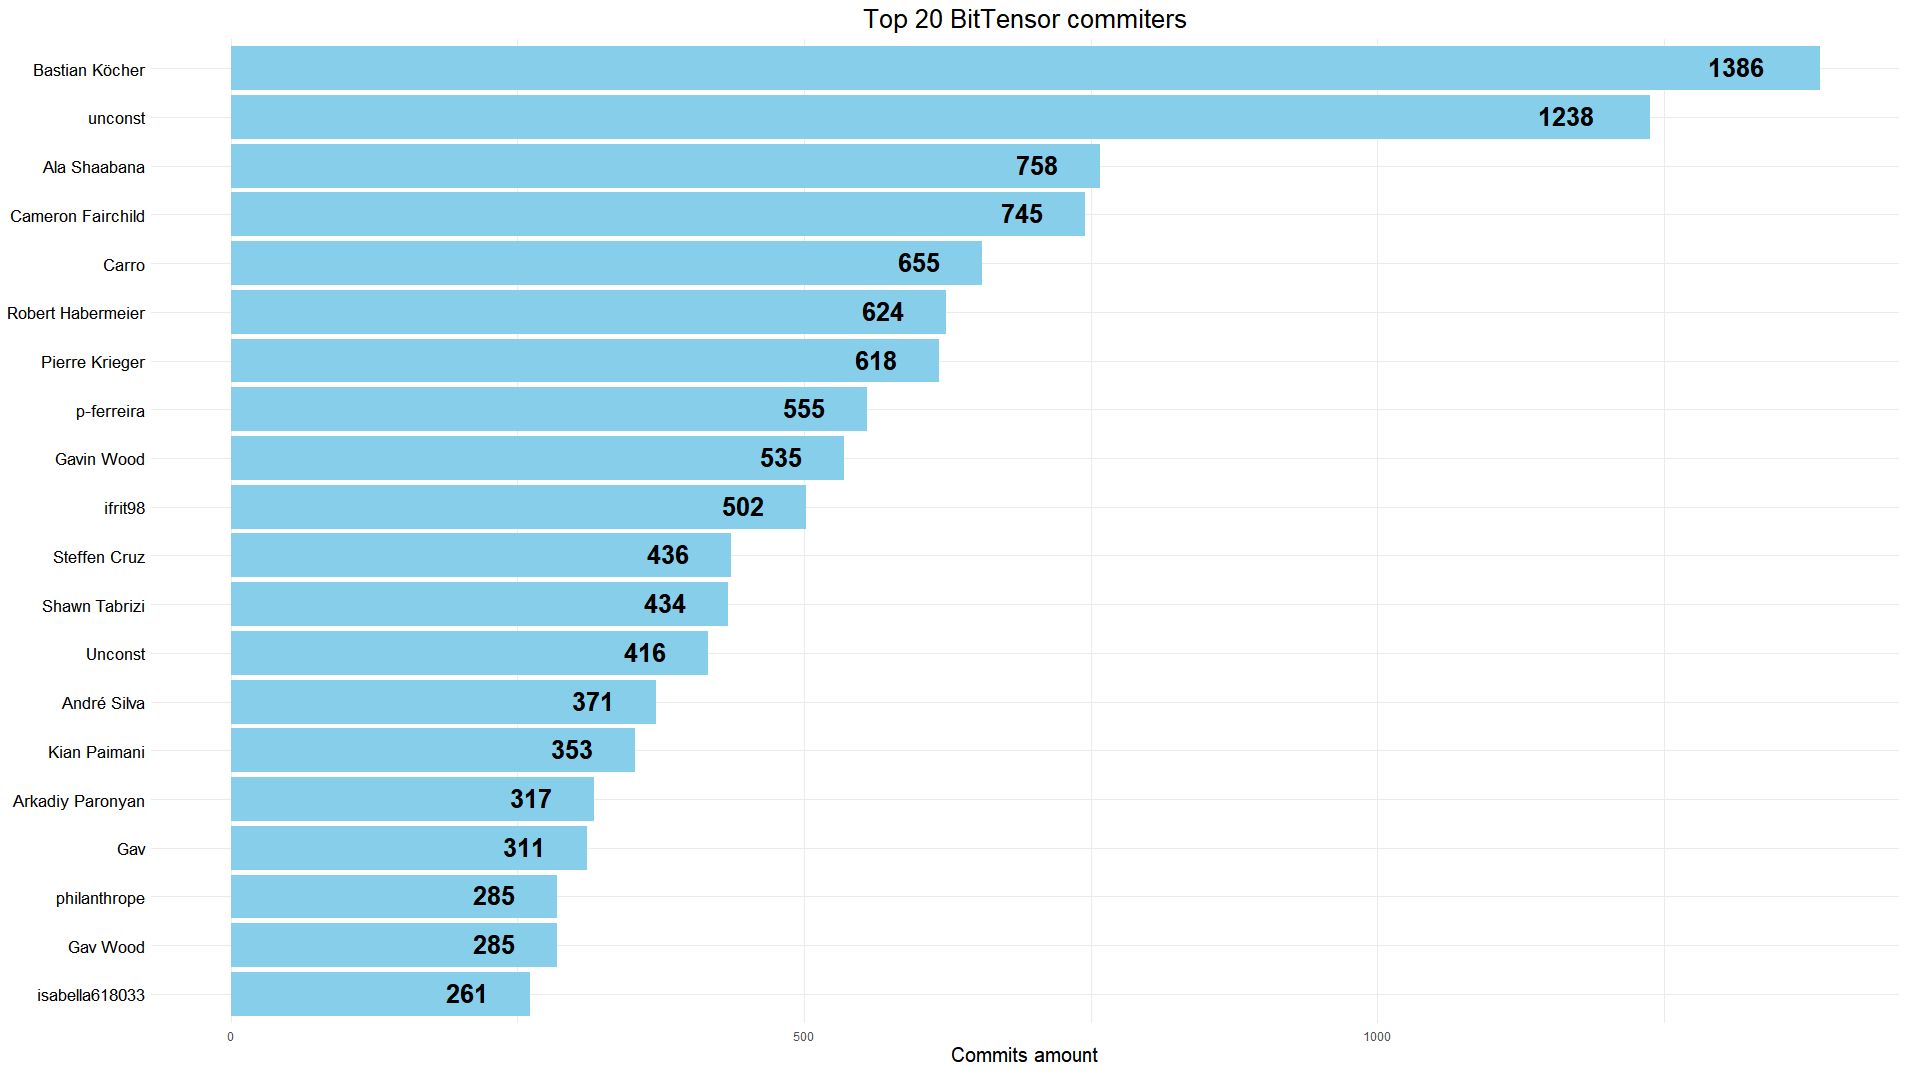 Top 20 BitTensor commiters
Bastian Köcher 1386
unconst 1238
Ala Shaabana 758
Cameron Fairchild 745
Carro 655
Robert Habermeier 624
Pierre Krieger 618
p-ferreira 555
Gavin Wood 535
ifrit98 502
Steffen Cruz 436
Shawn Tabrizi 434
Unconst 416
André Silva 371
Kian Paimani 353
Arkadiy Paronyan 317
Gav 311
philanthrope 285
Gav Wood 285
isabella618033 261
0 500 1000
Commits amount